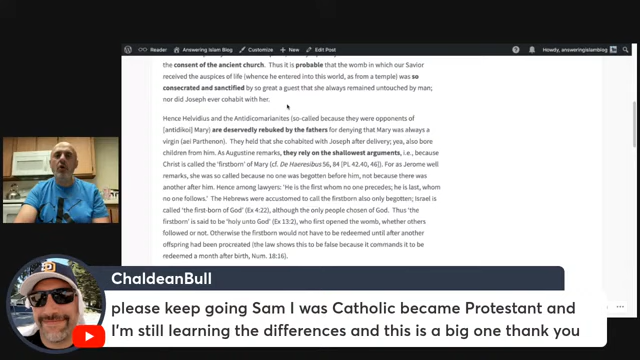 Reader Answering Islam Blog Customize New Edit Post Howdy, answeringislamblog
consent of the ancient church. Thus it is probable that the womb in which our Savior
received the auspices of life (whence he entered into this world, as from a temple) was so
consecrated and sanctified by so great a guest that she always remained untouched by man;
nor did Joseph ever cohabit with her.
Hence Helvidius and the Antidicomarianites (so-called because they were opponents of
[antidikoi] Mary) are deservedly rebuked by the fathers for denying that Mary was always a
virgin (aei Parthenon). They held that she cohabited with Joseph after delivery; yea, also bore
children from him. As Augustine remarks, they rely on the shallowest arguments, i.e., because
Christ is called the "firstborn" of Mary (cf. De Haeresibus 56, 84 [PL 42.40, 46]). For as Jerome well
remarks, she was so called because no one was begotten before him, not because there was
another after him. Hence among lawyers: 'He is the first whom no one precedes; he is last, whom
no one follows.' The Hebrews were accustomed to call the firstborn also only begotten; Israel is
called 'the first-born of God' (Ex 4:22), although the only people chosen of God. Thus 'the
firstborn' is said to be 'holy unto God' (Ex 13:2), who first opened the womb, whether others
followed or not. Otherwise the firstborn would not have to be redeemed until after another
offspring had been procreated (the law shows this to be false because it commands it to be
redeemed a month after birth, Num. 18:16).
ChaldeanBull
please keep going Sam I was Catholic became Protestant and
I'm still learning the differences and this is a big one thank you